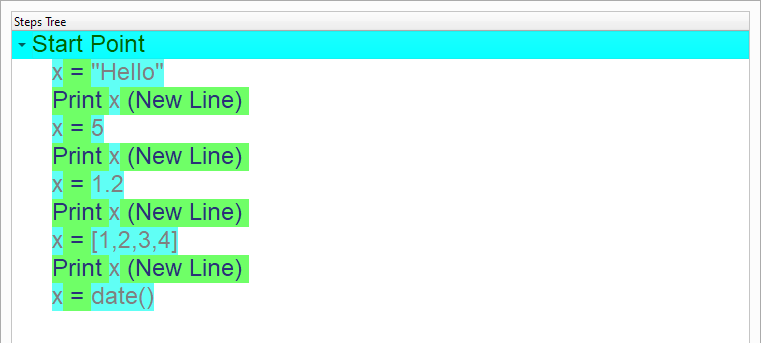 Steps Tree
Start Point
x = "Hello"
Print x (New Line)
x = 5
Print x (New Line)
x = 1.2
Print x (New Line)
x = [1,2,3,4]
Print x (New Line)
x = date()